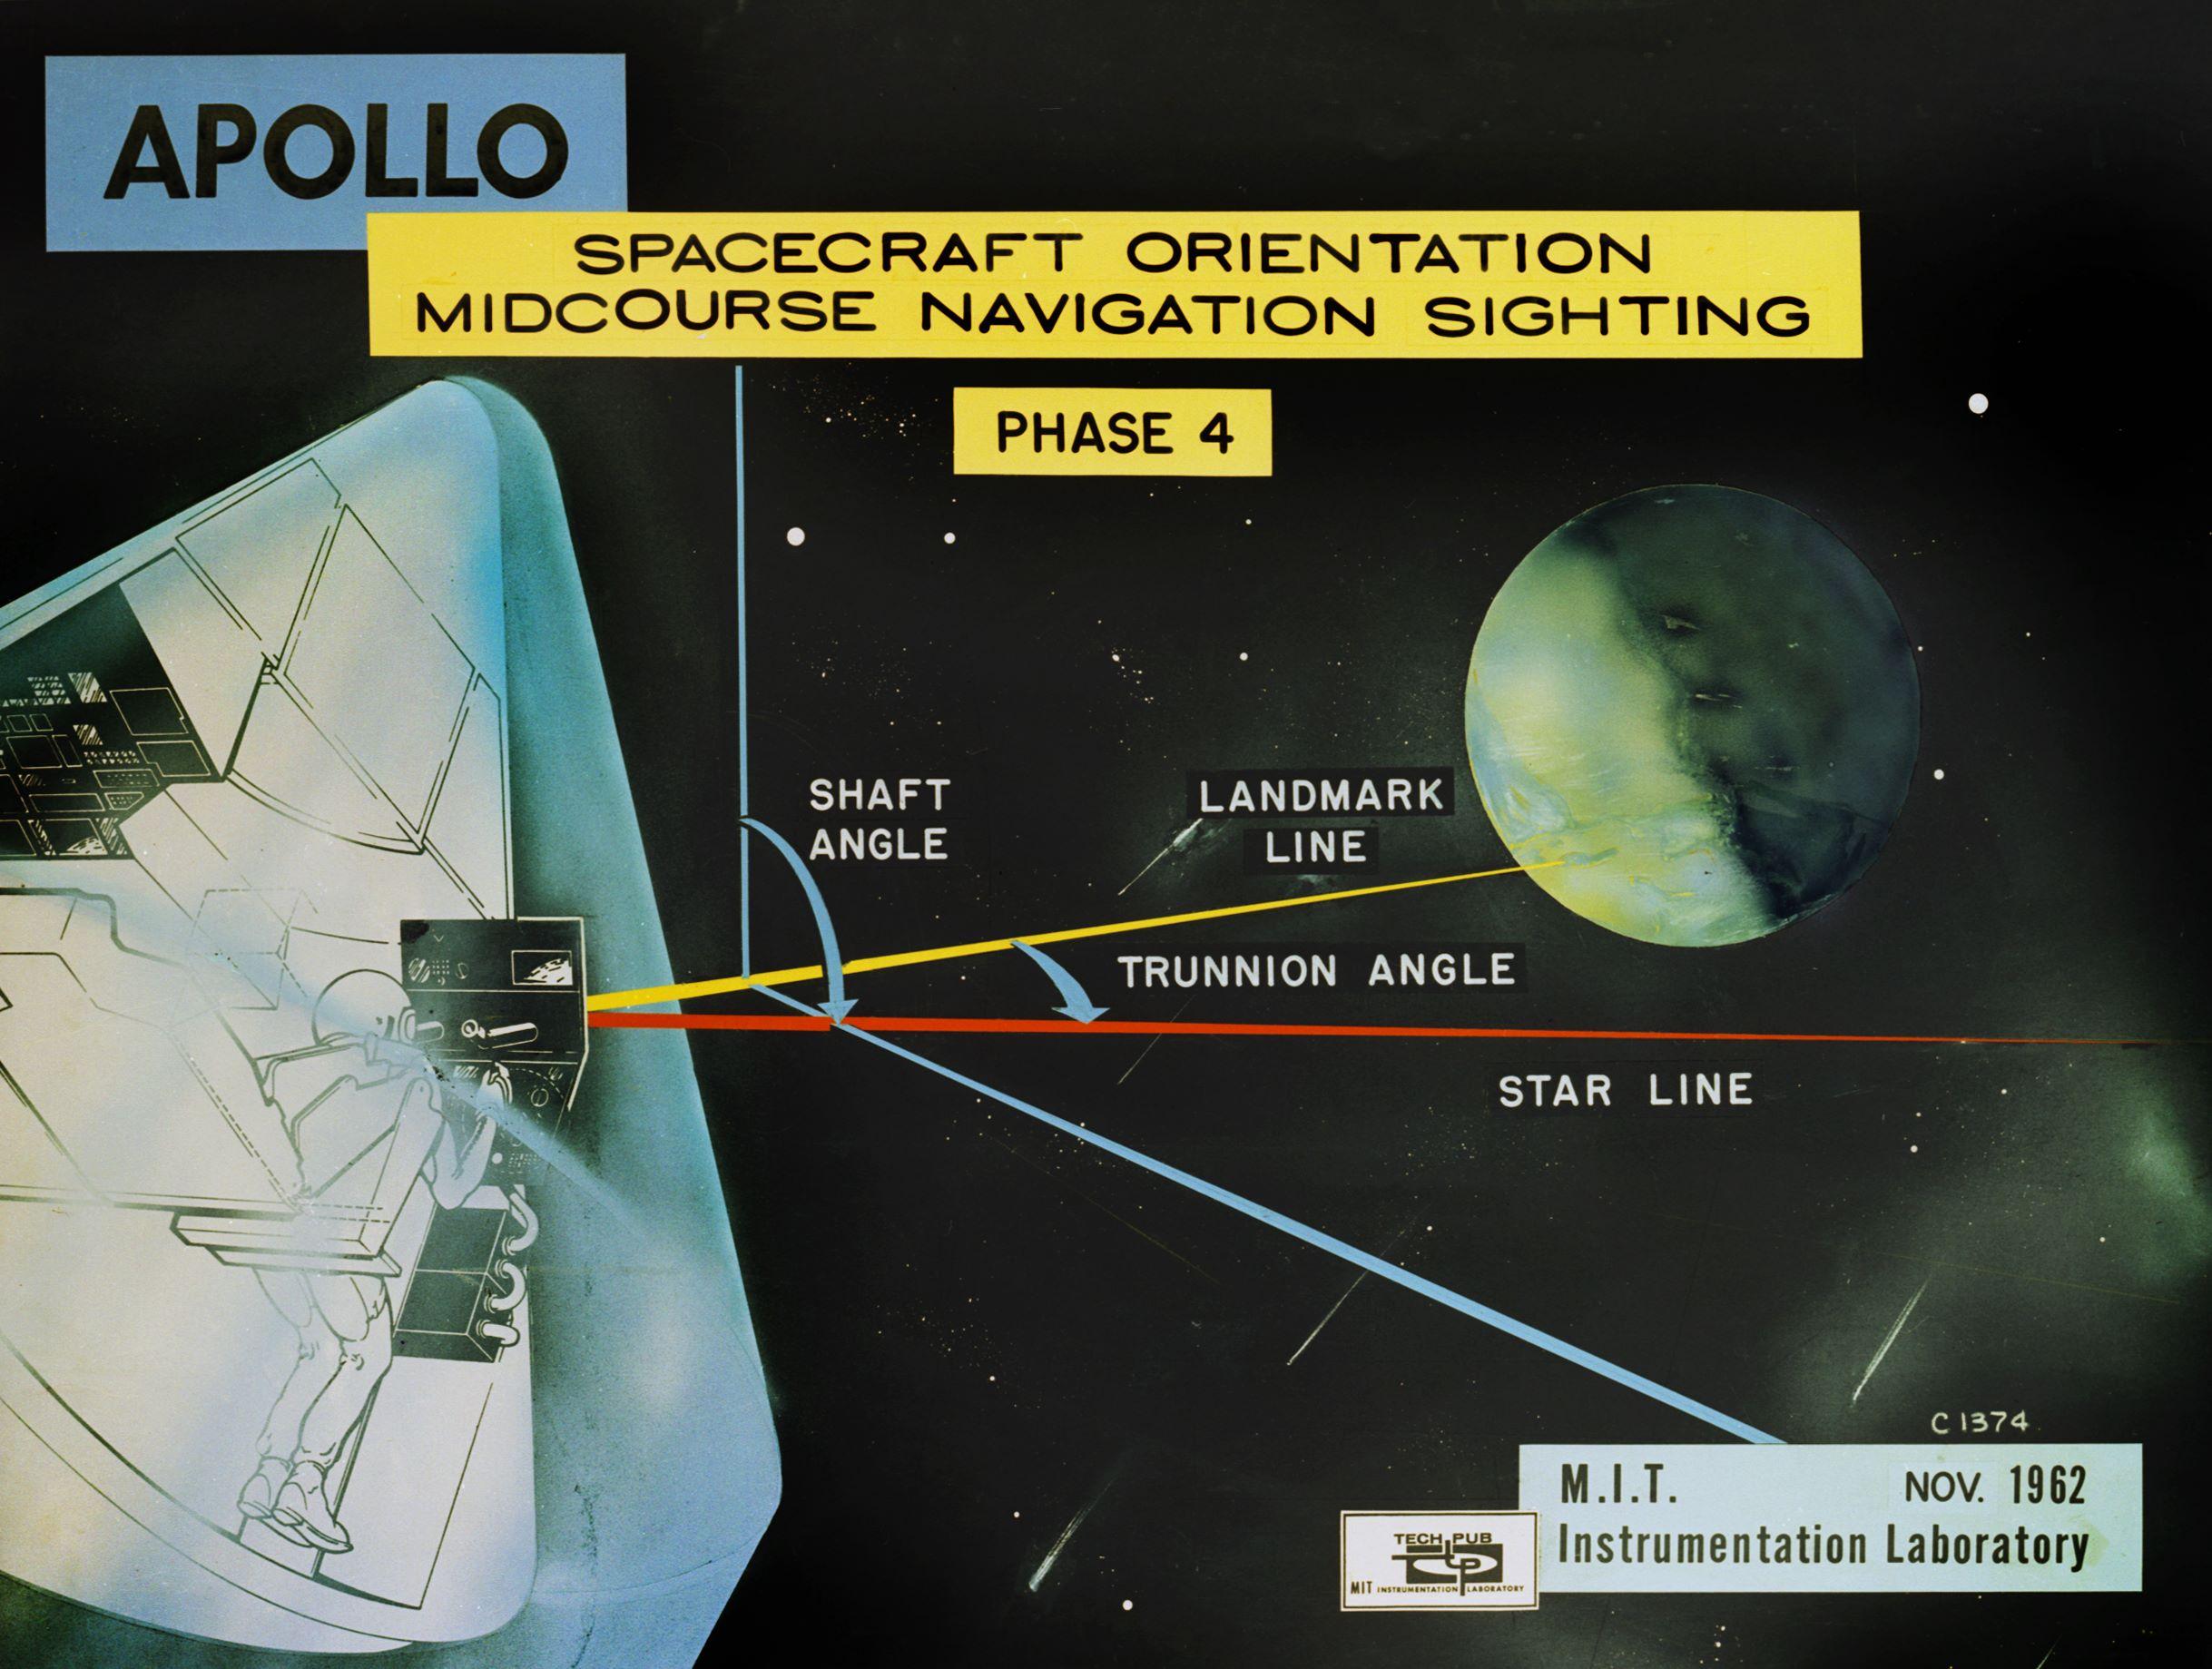 APOLLO
SPACECRAFT ORIENTATION
MIDCOURSE NAVIGATION SIGHTING
PHASE 4
SHAFT
ANGLE
LANDMARK
LINE
TRUNNION ANGLE
STAR LINE
C 1374
M.I.T. NOV. 1962
Instrumentation Laboratory
TECH PUB
MIT INSTRUMENTATION LABORATORY